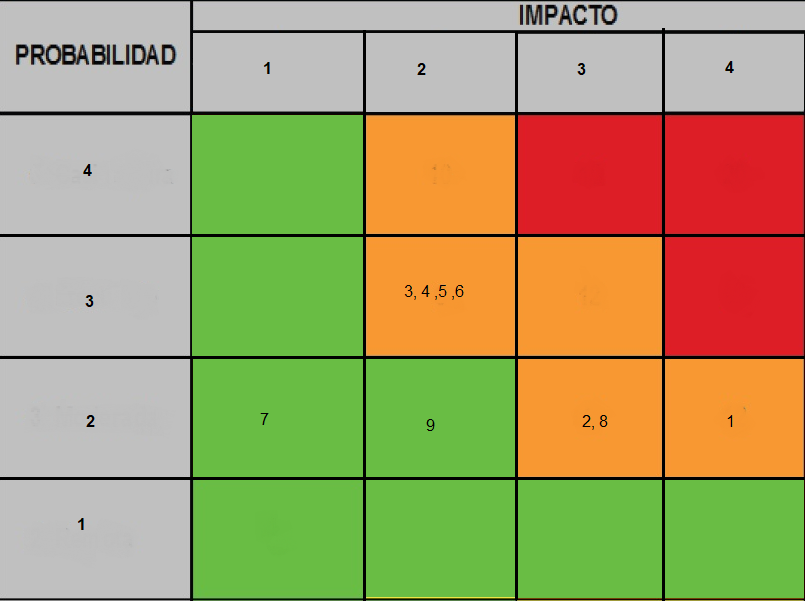 IMPACTO
PROBABILIDAD
1 2 3 4
4
3 3, 4 ,5 ,6
2 7 9 2, 8 1
1